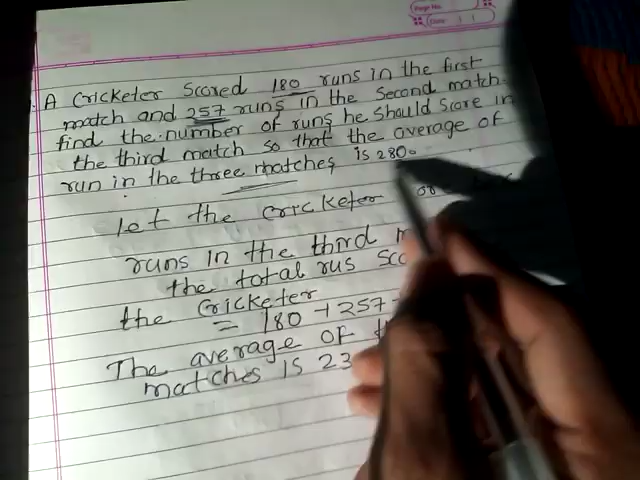 Page No.
Date
A Cricketer Scored 180 runs in the first
match and 257 runs in the Second match.
find the number of runs he should score in
the third match so that the average of
run in the three matches is 280.
let the cricketer
runs in the third
the total rus
the Cricketer
= 180 + 257
The average of
matches is 23